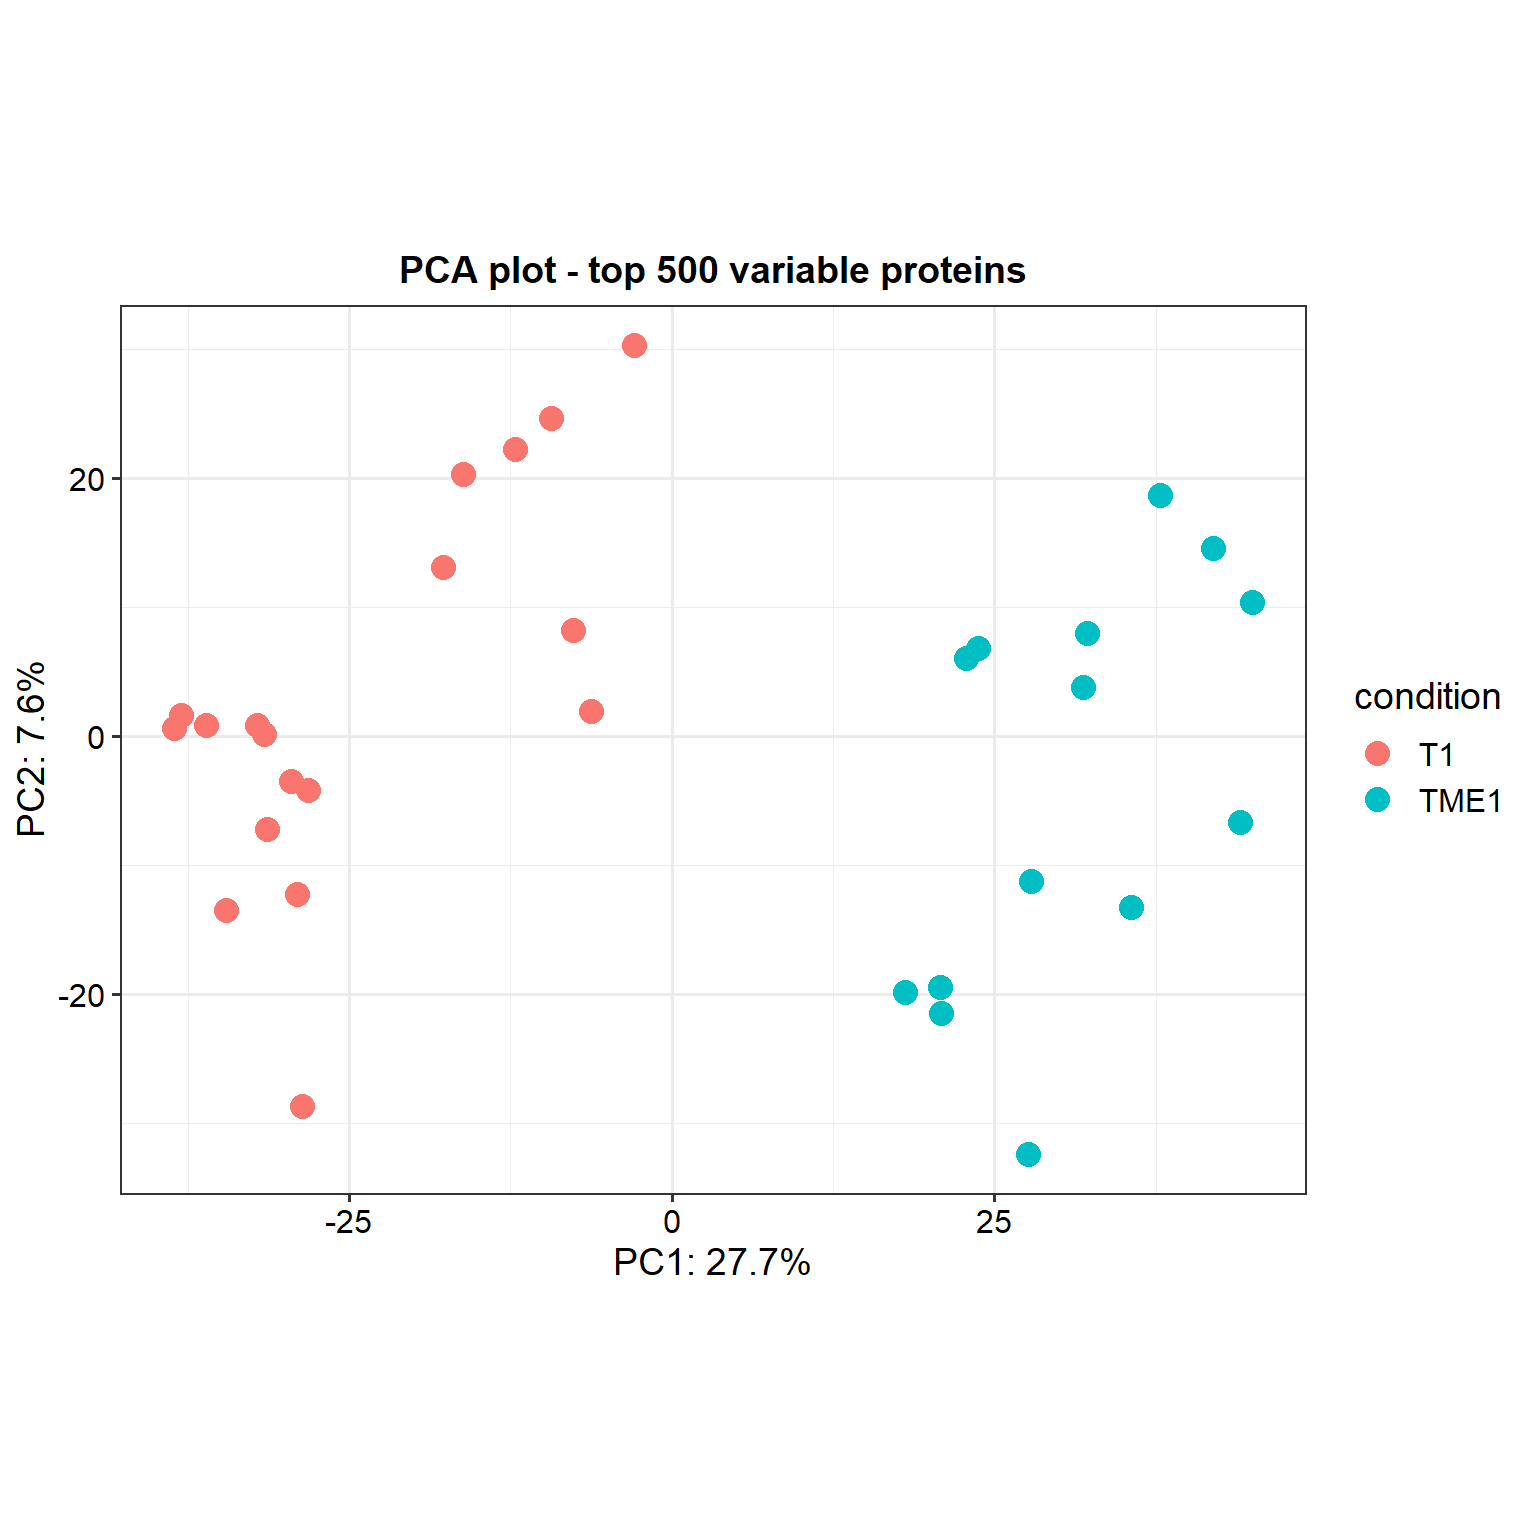 PCA plot - top 500 variable proteins
20
0
-20
PC2: 7.6%
-25
0
25
PC1: 27.7%
condition
T1
TME1